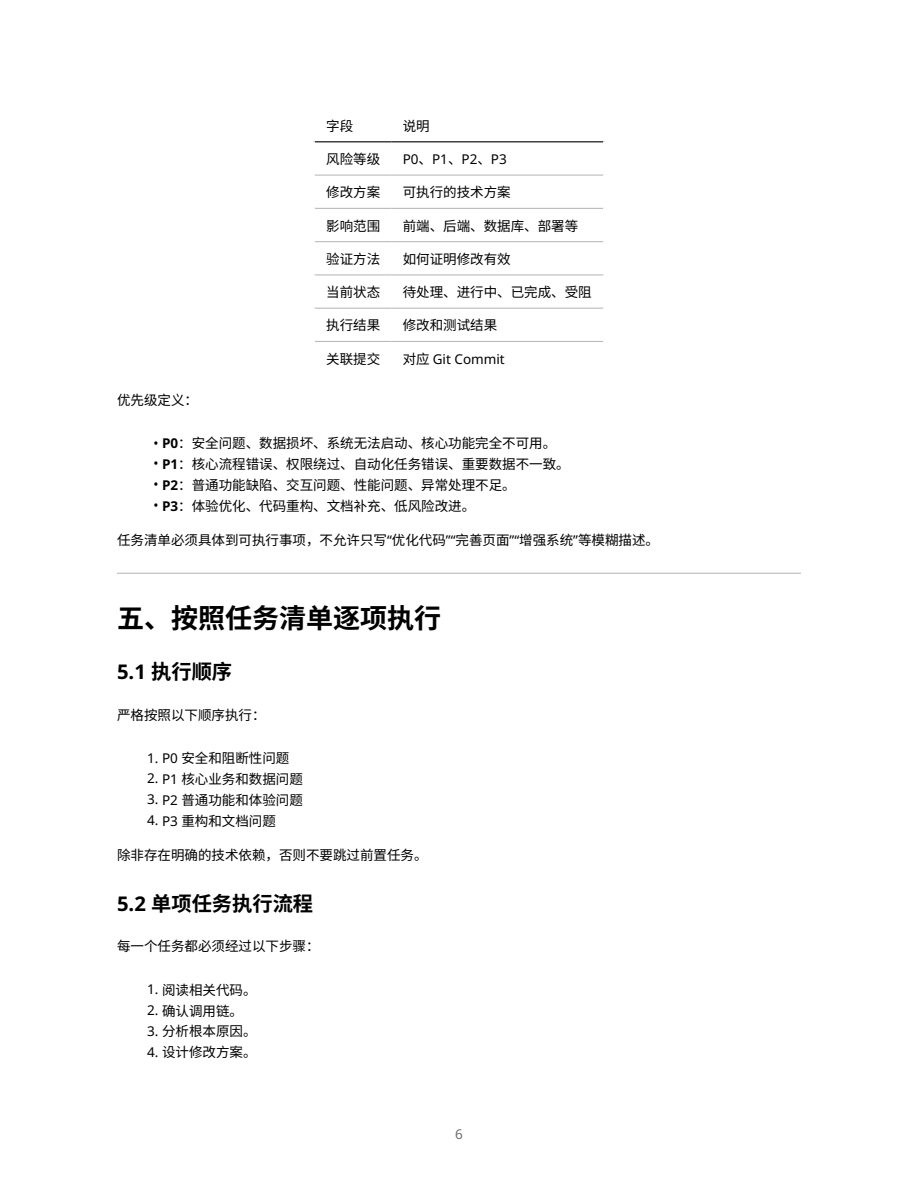 字段 说明
风险等级 P0、P1、P2、P3
修改方案 可执行的技术方案
影响范围 前端、后端、数据库、部署等
验证方法 如何证明修改有效
当前状态 待处理、进行中、已完成、受阻
执行结果 修改和测试结果
关联提交 对应 Git Commit
优先级定义：
• P0：安全问题、数据损坏、系统无法启动、核心功能完全不可用。
• P1：核心流程错误、权限绕过、自动化任务错误、重要数据不一致。
• P2：普通功能缺陷、交互问题、性能问题、异常处理不足。
• P3：体验优化、代码重构、文档补充、低风险改进。
任务清单必须具体到可执行事项，不允许只写“优化代码”“完善页面”“增强系统”等模糊描述。
五、按照任务清单逐项执行
5.1 执行顺序
严格按照以下顺序执行：
1. P0 安全和阻断性问题
2. P1 核心业务和数据问题
3. P2 普通功能和体验问题
4. P3 重构和文档问题
除非存在明确的技术依赖，否则不要跳过前置任务。
5.2 单项任务执行流程
每一个任务都必须经过以下步骤：
1. 阅读相关代码。
2. 确认调用链。
3. 分析根本原因。
4. 设计修改方案。
6